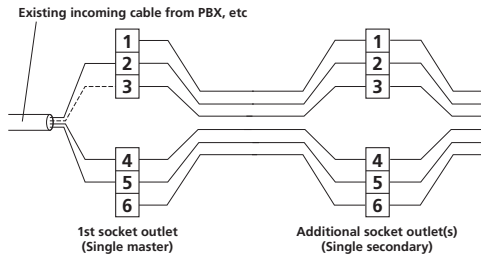 Existing incoming cable from PBX, etc
1
2
3
4
5
6
1st socket outlet
(Single master)
1
2
3
4
5
6
Additional socket outlet(s)
(Single secondary)